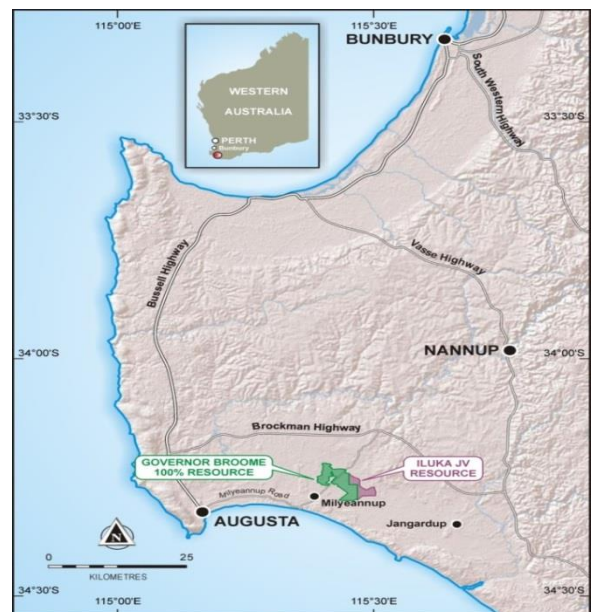 115°00'E
115°30'E
BUNBURY
WESTERN
AUSTRALIA
PERTH
Bunbury
South Western Highway
33°30'S
33°30'S
Bussell Highway
Vasse Highway
NANNUP
34°00'S
34°00'S
Brockman Highway
GOVERNOR BROOME
100% RESOURCE
ILUKA JV
RESOURCE
Milyeannup Road
Milyeannup
AUGUSTA
Jangardup
N
0
25
KILOMETRES
34°30'S
34°30'S
115°00'E
115°30'E